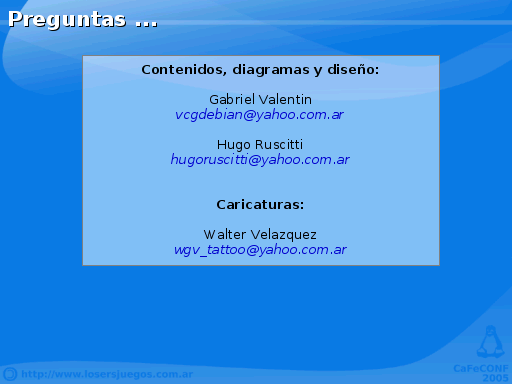 Preguntas ...
Contenidos, diagramas y diseño:
Gabriel Valentin
vcgdebian@yahoo.com.ar
Hugo Ruscitti
hugoruscitti@yahoo.com.ar
Caricaturas:
Walter Velazquez
wgv_tattoo@yahoo.com.ar
http://www.losersjuegos.com.ar
CaFeCONF
2005